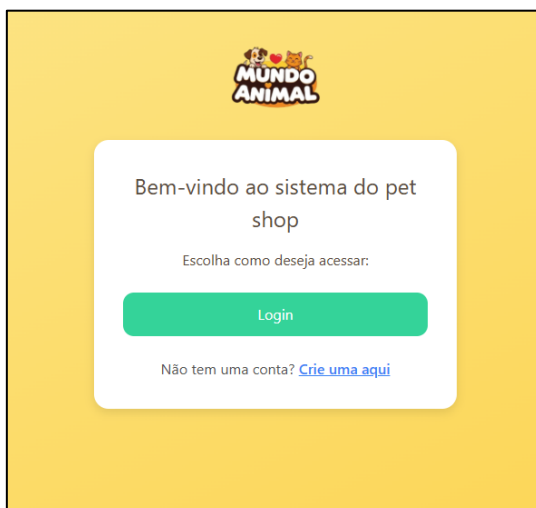 MUNDO
ANIMAL
Bem-vindo ao sistema do pet
shop
Escolha como deseja acessar:
Login
Não tem uma conta? Crie uma aqui